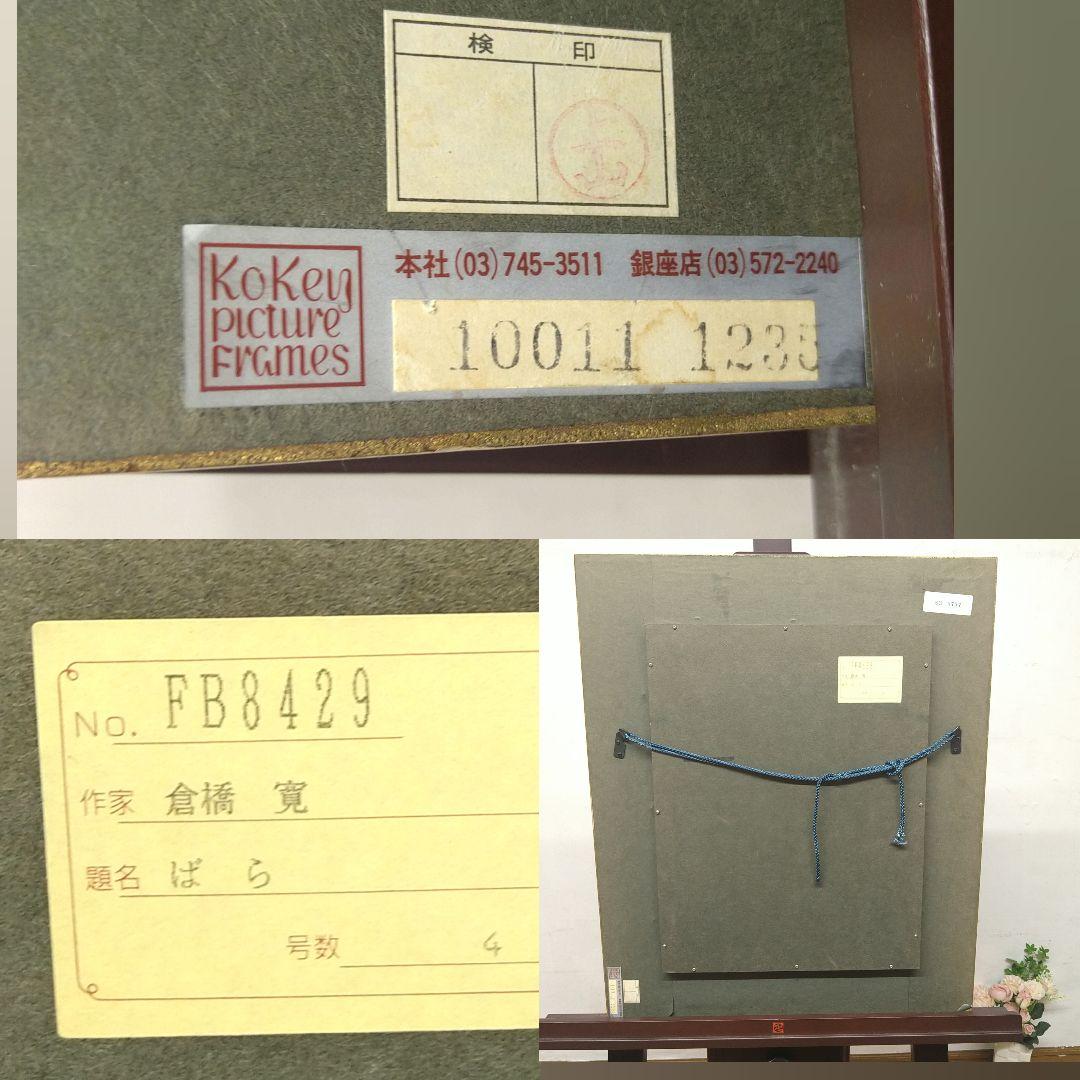 検 印
KoKey
picture
Frames
本社(03)745-3511 銀座店(03)572-2240
10011 1235
No. FB8429
作家 倉橋 寛
題名 ばら
号数 4